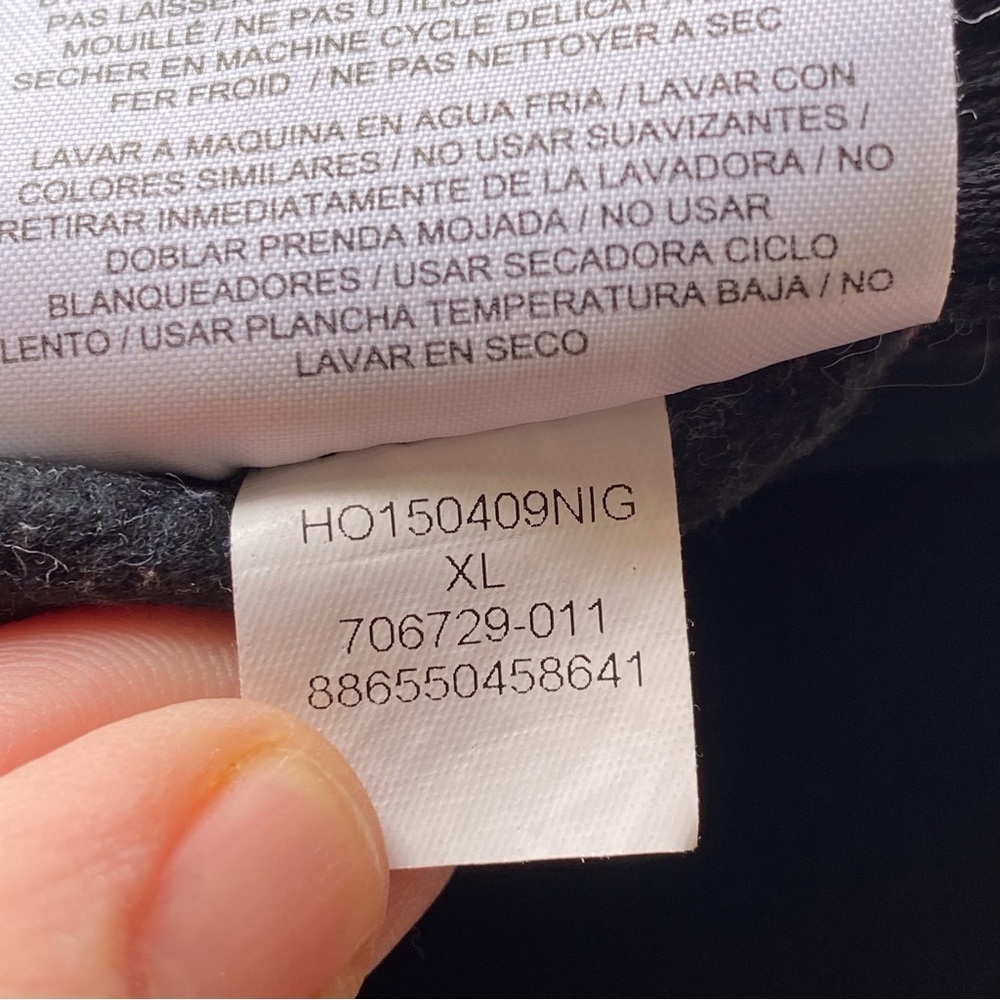 PAS LAISSER
MOUILLÉ / NE PAS UTILISER
SECHER EN MACHINE CYCLE DELICAT /
FER FROID / NE PAS NETTOYER A SEC
LAVAR A MAQUINA EN AGUA FRIA / LAVAR CON
COLORES SIMILARES / NO USAR SUAVIZANTES /
RETIRAR INMEDIATAMENTE DE LA LAVADORA / NO
DOBLAR PRENDA MOJADA / NO USAR
BLANQUEADORES / USAR SECADORA CICLO
LENTO / USAR PLANCHA TEMPERATURA BAJA / NO
LAVAR EN SECO
HO150409NIG
XL
706729-011
886550458641